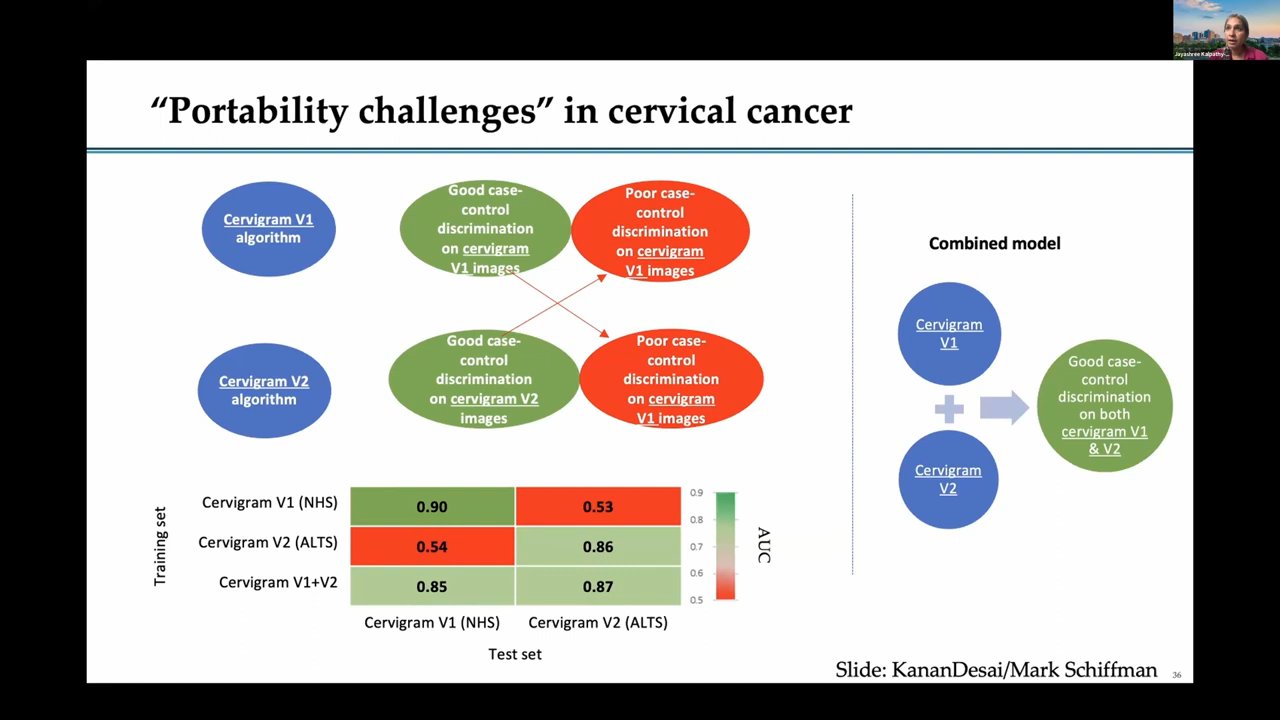 Jayashree Kalpathy-...
“Portability challenges” in cervical cancer
Cervigram V1
algorithm
Good case-
control
discrimination
on cervigram
V1 images
Poor case-
control
discrimination
on cervigram
V1 images
Cervigram V2
algorithm
Good case-
control
discrimination
on cervigram V2
images
Poor case-
control
discrimination
on cervigram
V1 images
Combined model
Cervigram
V1
Cervigram
V2
Good case-
control
discrimination
on both
cervigram V1
& V2
Training set
Cervigram V1 (NHS)
0.90
0.53
Cervigram V2 (ALTS)
0.54
0.86
Cervigram V1+V2
0.85
0.87
Cervigram V1 (NHS)
Cervigram V2 (ALTS)
Test set
0.9
0.8
0.7
0.6
0.5
AUC
Slide: KananDesai/Mark Schiffman
36